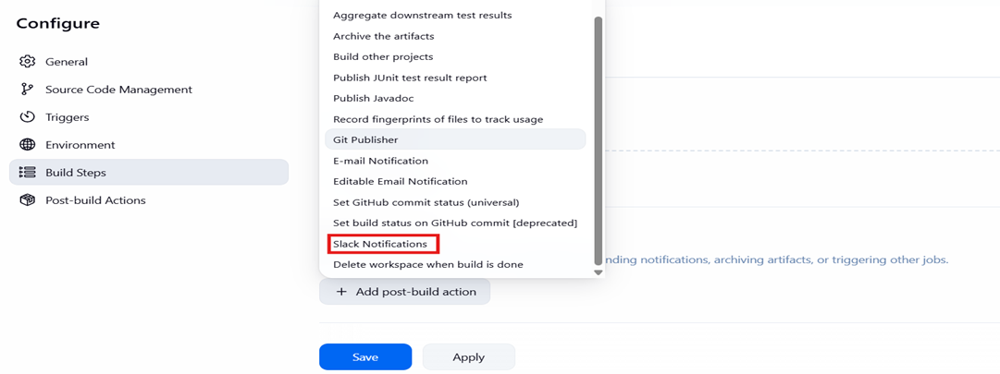 Configure
General
Source Code Management
Triggers
Environment
Build Steps
Post-build Actions
Aggregate downstream test results
Archive the artifacts
Build other projects
Publish JUnit test result report
Publish Javadoc
Record fingerprints of files to track usage
Git Publisher
E-mail Notification
Editable Email Notification
Set GitHub commit status (universal)
Set build status on GitHub commit [deprecated]
Slack Notifications
Delete workspace when build is done
notifications, archiving artifacts, or triggering other jobs.
+ Add post-build action
Save
Apply